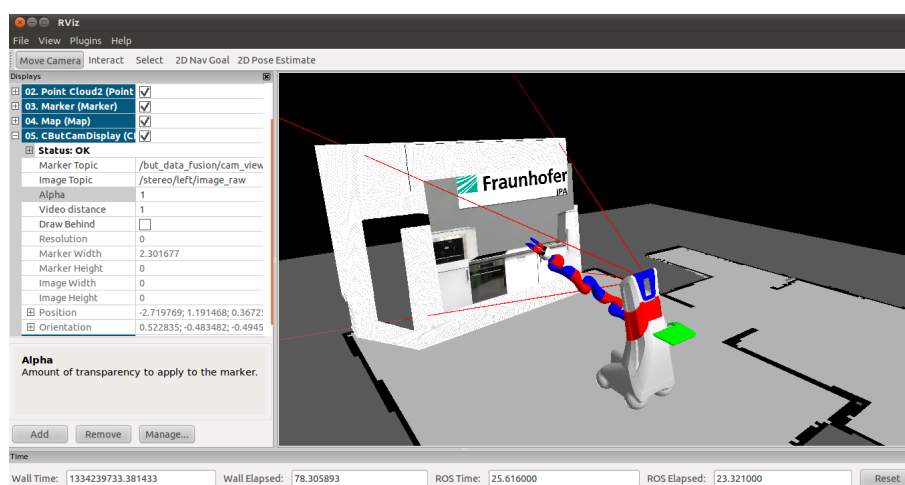 RViz
File View Plugins Help
Move Camera Interact Select 2D Nav Goal 2D Pose Estimate
Displays
02. Point Cloud2 (Point
03. Marker (Marker)
04. Map (Map)
05. CButCamDisplay (Cl
Status: OK
Marker Topic /but_data_fusion/cam_view
Image Topic /stereo/left/image_raw
Alpha 1
Video distance 1
Draw Behind
Resolution 0
Marker Width 2.301677
Marker Height 0
Image Width 0
Image Height 0
Position -2.719769; 1.191468; 0.3672
Orientation 0.522835; -0.483482; -0.4945
Alpha
Amount of transparency to apply to the marker.
Add Remove Manage...
Fraunhofer
IPA
Time
Wall Time: 1334239733.381433 Wall Elapsed: 78.305893 ROS Time: 25.616000 ROS Elapsed: 23.321000 Reset